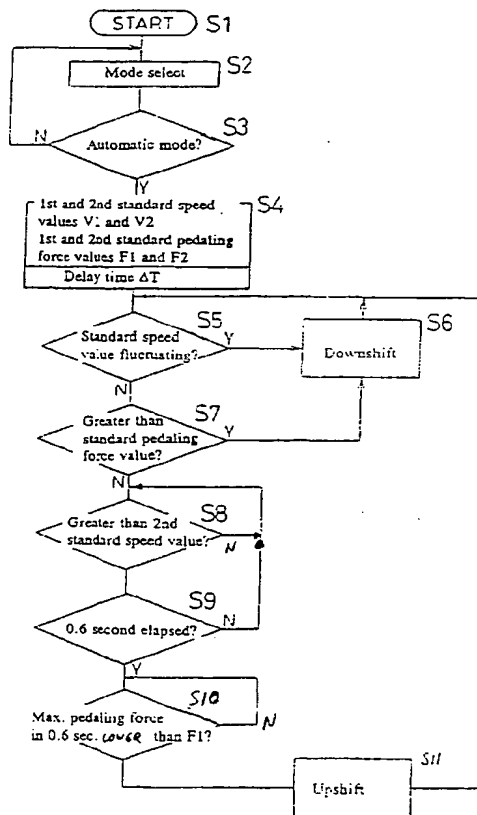 START S1
S2
Mode select
S3
N
Automatic mode?
Y
1st and 2nd standard speed
values V1 and V2
S4
1st and 2nd standard pedaling
force values F1 and F2
Delay time ΔT
S5
S6
Standard speed
value fluctuating?
Y
Downshift
N
S7
Greater than
standard pedaling
force value?
Y
N
S8
Greater than 2nd
standard speed value?
N
S9
0.6 second elapsed?
N
Y
S10
Max. pedaling force
in 0.6 sec. LOWER than F1?
N
S11
Upshift